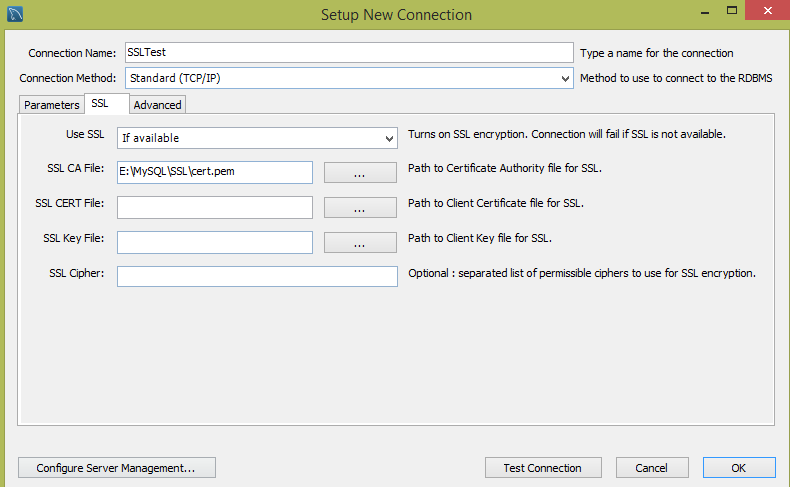 Setup New Connection
Connection Name: SSLTest Type a name for the connection
Connection Method: Standard (TCP/IP) Method to use to connect to the RDBMS
Parameters SSL Advanced
Use SSL If available Turns on SSL encryption. Connection will fail if SSL is not available.
SSL CA File: E:\MySQL\SSL\cert.pem ... Path to Certificate Authority file for SSL.
SSL CERT File: ... Path to Client Certificate file for SSL.
SSL Key File: ... Path to Client Key file for SSL.
SSL Cipher: Optional : separated list of permissible ciphers to use for SSL encryption.
Configure Server Management... Test Connection Cancel OK